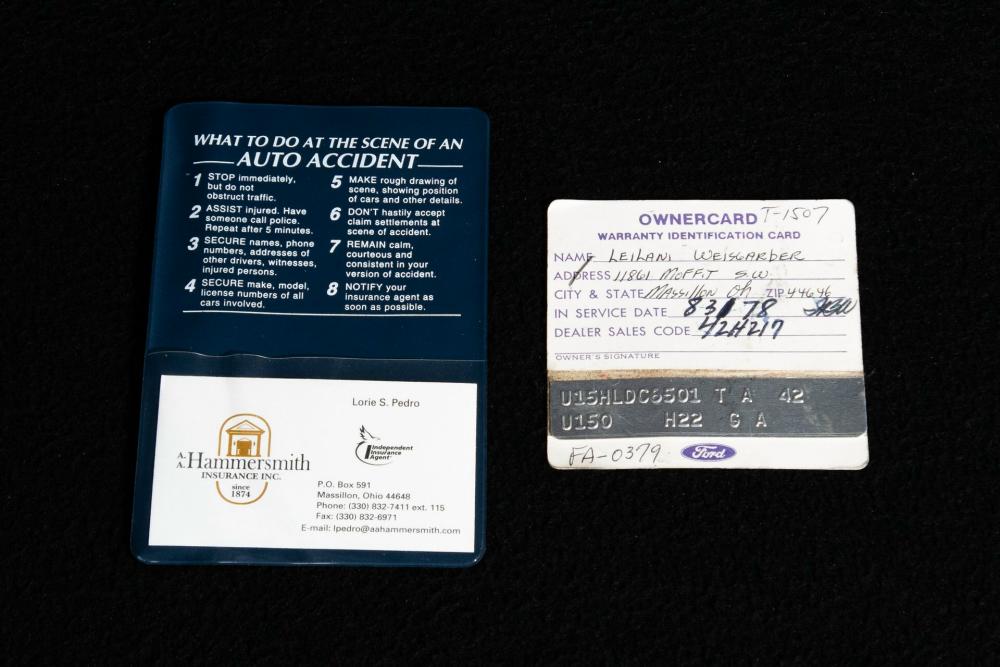 WHAT TO DO AT THE SCENE OF AN
AUTO ACCIDENT
1 STOP immediately,
but do not
obstruct traffic.
2 ASSIST injured. Have
someone call police.
Repeat after 5 minutes.
3 SECURE names, phone
numbers, addresses of
other drivers, witnesses,
injured persons.
4 SECURE make, model,
license numbers of all
cars involved.
5 MAKE rough drawing of
scene, showing position
of cars and other details.
6 DON'T hastily accept
claim settlements at
scene of accident.
7 REMAIN calm,
courteous and
consistent in your
version of accident.
8 NOTIFY your
insurance agent as
soon as possible.
Lorie S. Pedro
A. A. Hammersmith
INSURANCE INC.
since
1874
Independent
Insurance
Agent
P.O. Box 591
Massillon, Ohio 44648
Phone: (330) 832-7411 ext. 115
Fax: (330) 832-6971
E-mail: lpedro@aahammersmith.com
OWNERCARD T-1507
WARRANTY IDENTIFICATION CARD
NAME LEILANI WEISGARBER
ADDRESS 11861 MOFFIT S.W.
CITY & STATE Massillon Oh ZIP 44646
IN SERVICE DATE 83178
DEALER SALES CODE 42H217
OWNER'S SIGNATURE
U15HLDC6501 T A 42
U150 H22 G A
FA-0379 Ford